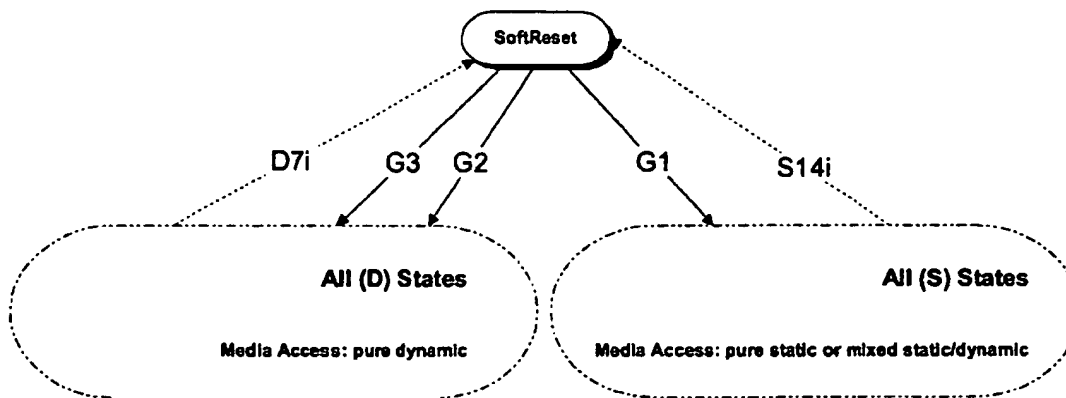 SoftReset
D7i
G3
G2
G1
S14i
All (D) States
All (S) States
Media Access: pure dynamic
Media Access: pure static or mixed static/dynamic